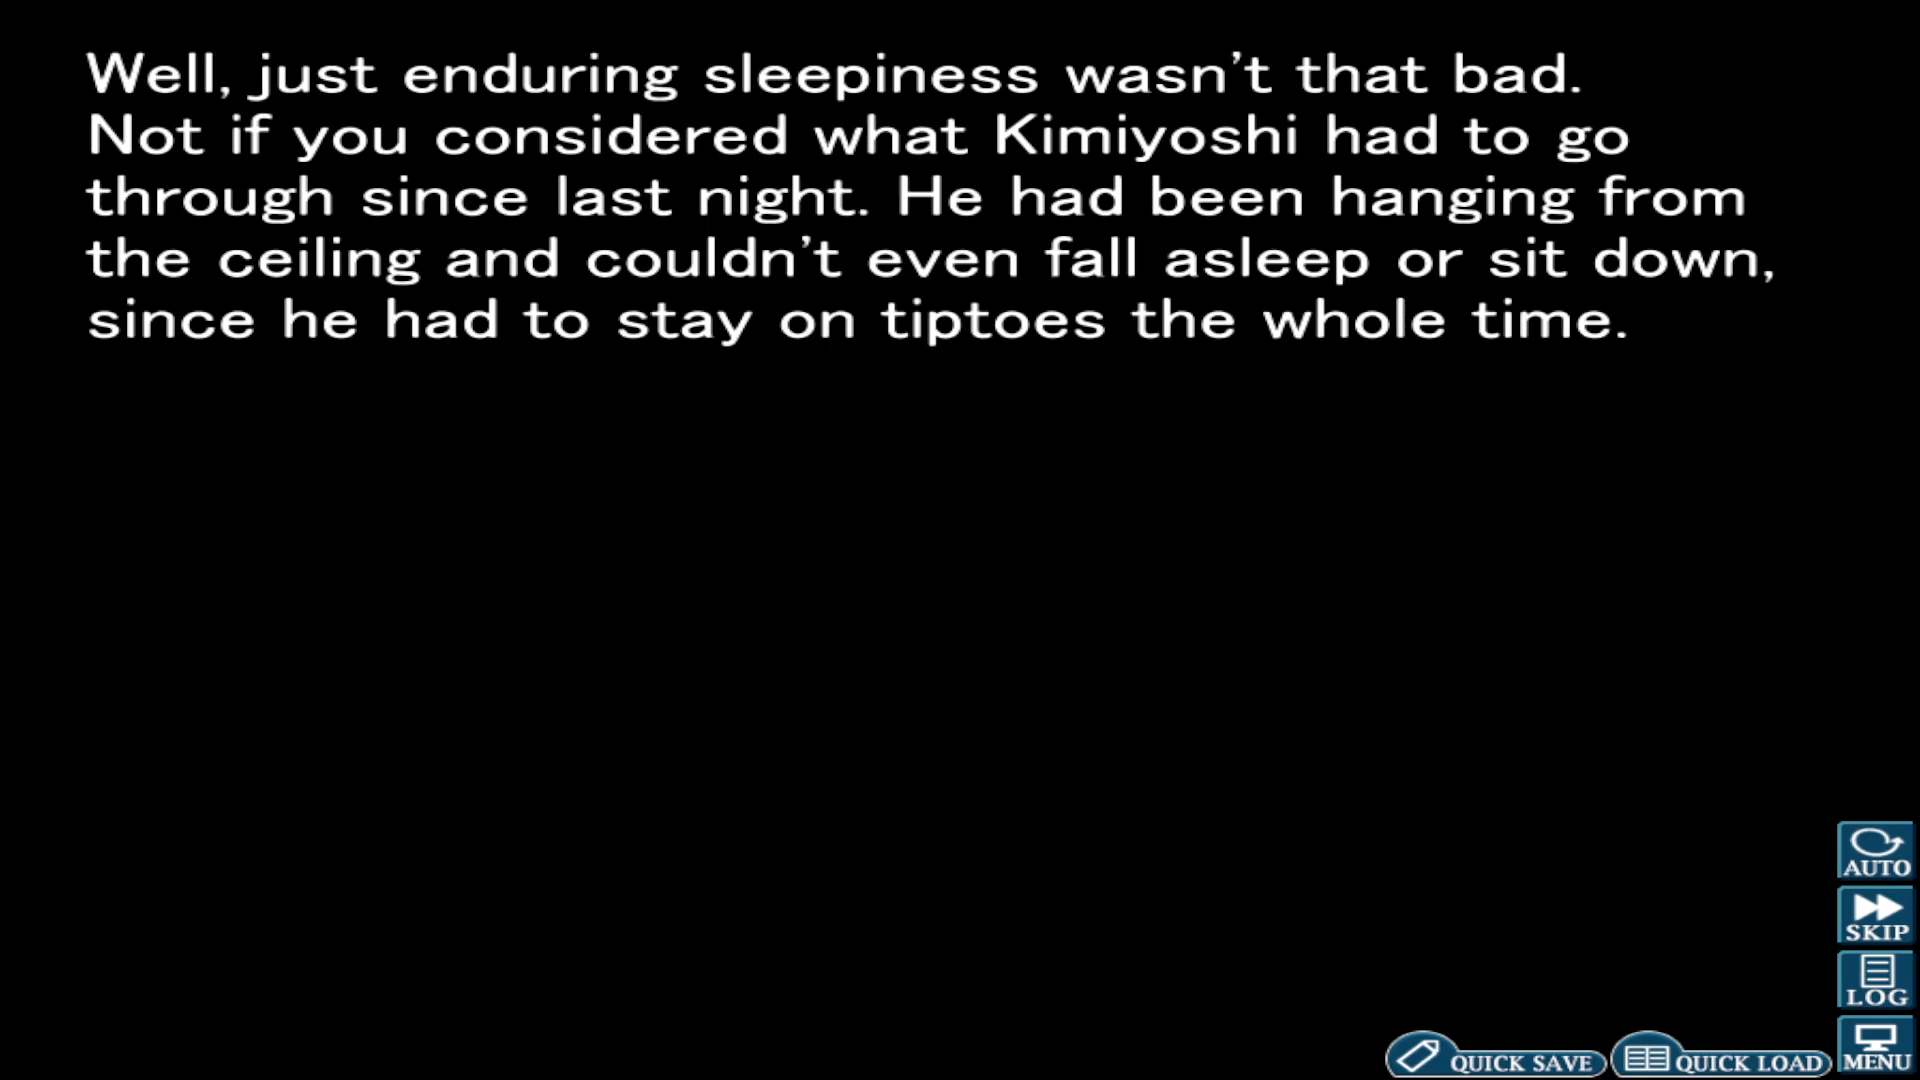 Well, just enduring sleepiness wasn't that bad.
Not if you considered what Kimiyoshi had to go
through since last night. He had been hanging from
the ceiling and couldn't even fall asleep or sit down,
since he had to stay on tiptoes the whole time.
AUTO
SKIP
LOG
MENU
QUICK SAVE
QUICK LOAD